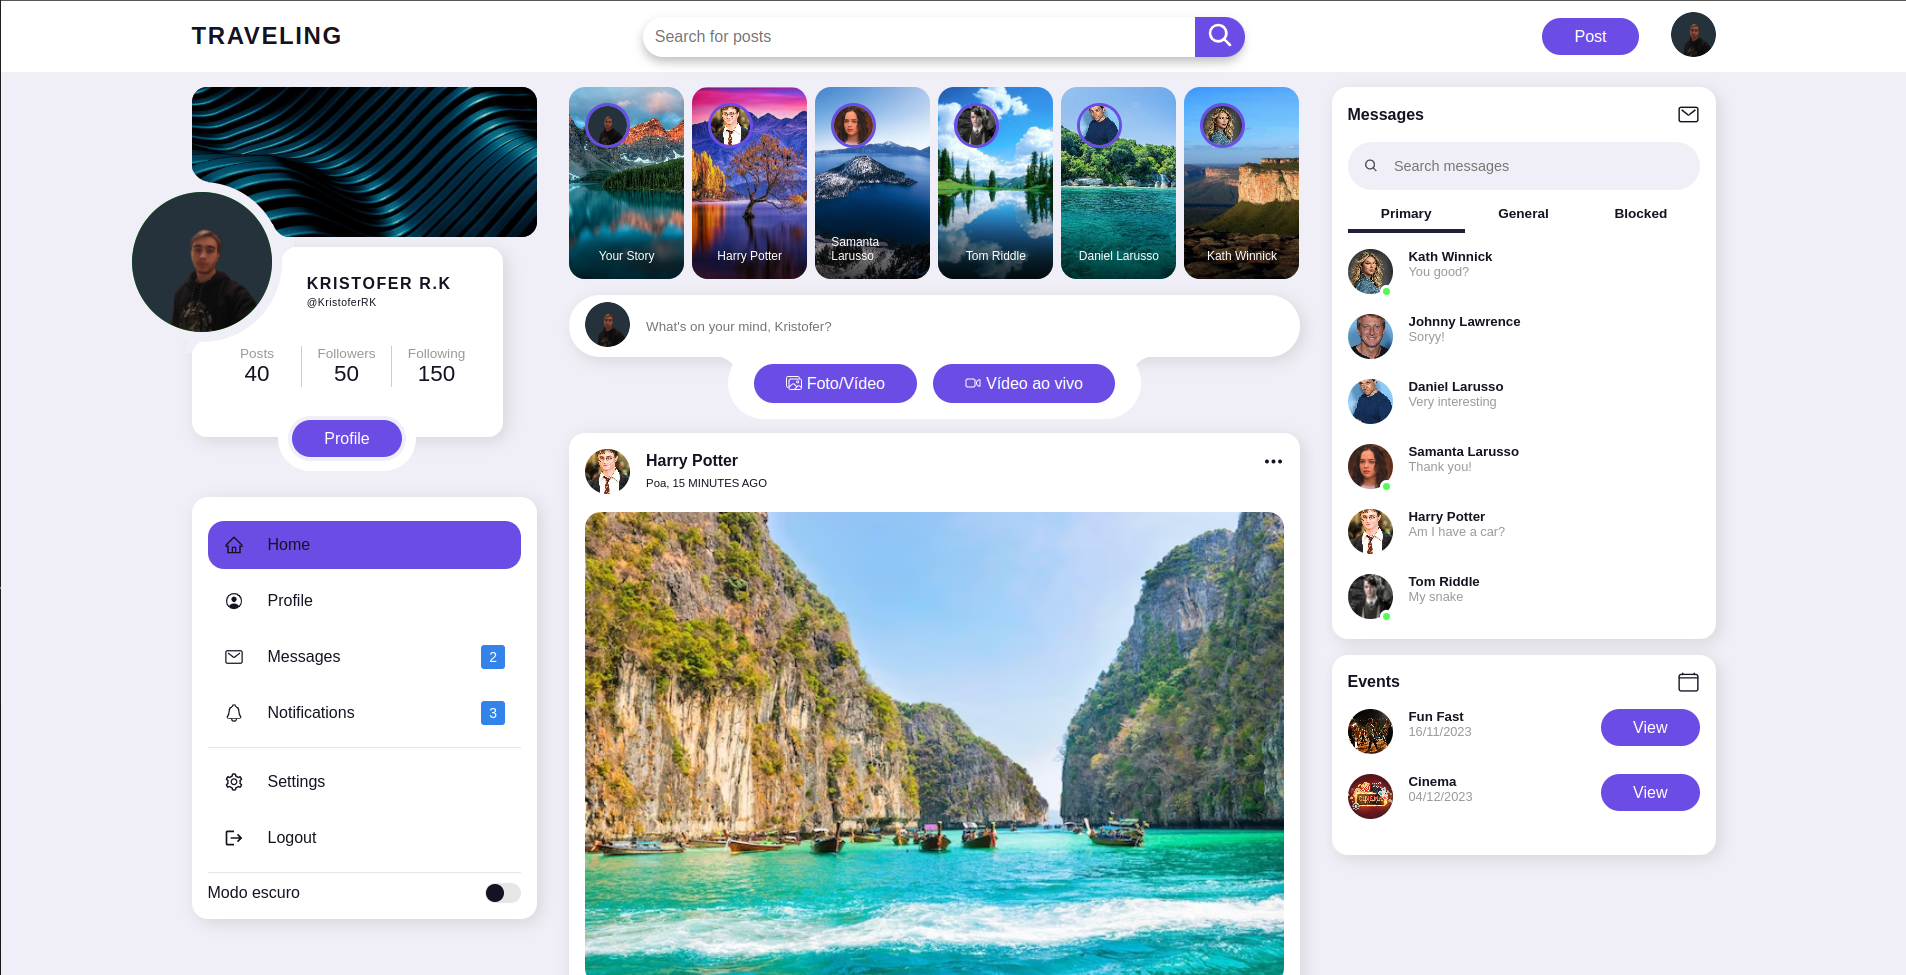 TRAVELING
Search for posts
Post
KRISTOFER R.K
@KristoferRK
Posts
40
Followers
50
Following
150
Profile
Home
Profile
Messages
2
Notifications
3
Settings
Logout
Modo escuro
Your Story
Harry Potter
Samanta
Larusso
Tom Riddle
Daniel Larusso
Kath Winnick
What's on your mind, Kristofer?
Foto/Vídeo
Vídeo ao vivo
Harry Potter
Poa, 15 MINUTES AGO
Messages
Search messages
Primary
General
Blocked
Kath Winnick
You good?
Johnny Lawrence
Soryy!
Daniel Larusso
Very interesting
Samanta Larusso
Thank you!
Harry Potter
Am I have a car?
Tom Riddle
My snake
Events
Fun Fast
16/11/2023
View
CINEMA
Cinema
04/12/2023
View